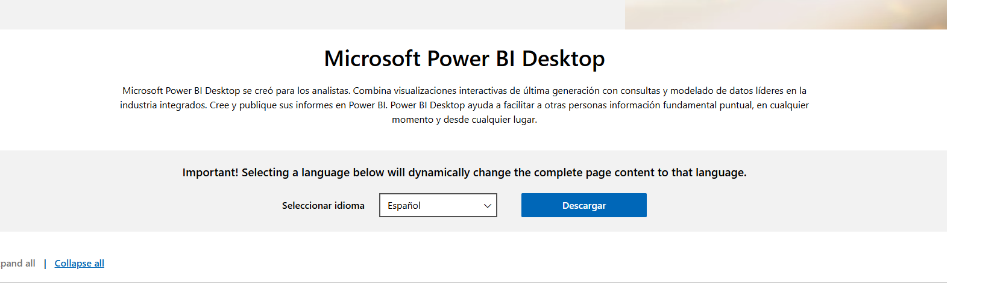 Microsoft Power BI Desktop
Microsoft Power BI Desktop se creó para los analistas. Combina visualizaciones interactivas de última generación con consultas y modelado de datos líderes en la
industria integrados. Cree y publique sus informes en Power BI. Power BI Desktop ayuda a facilitar a otras personas información fundamental puntual, en cualquier
momento y desde cualquier lugar.
Important! Selecting a language below will dynamically change the complete page content to that language.
Seleccionar idioma Español Descargar
pand all | Collapse all